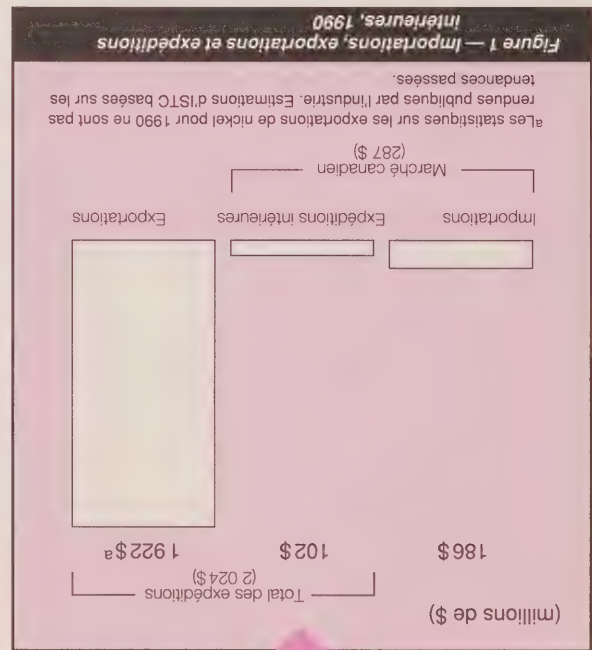 (millions de $)
Total des expéditions
(2 024 $)
186 $
102 $
1 922 $ª
Importations
Expéditions intérieures
Exportations
Marché canadien
(287 $)
ªLes statistiques sur les exportations de nickel pour 1990 ne sont pas
rendues publiques par l'industrie. Estimations d'ISTC basées sur les
tendances passées.
Figure 1 — Importations, exportations et expéditions
intérieures, 1990